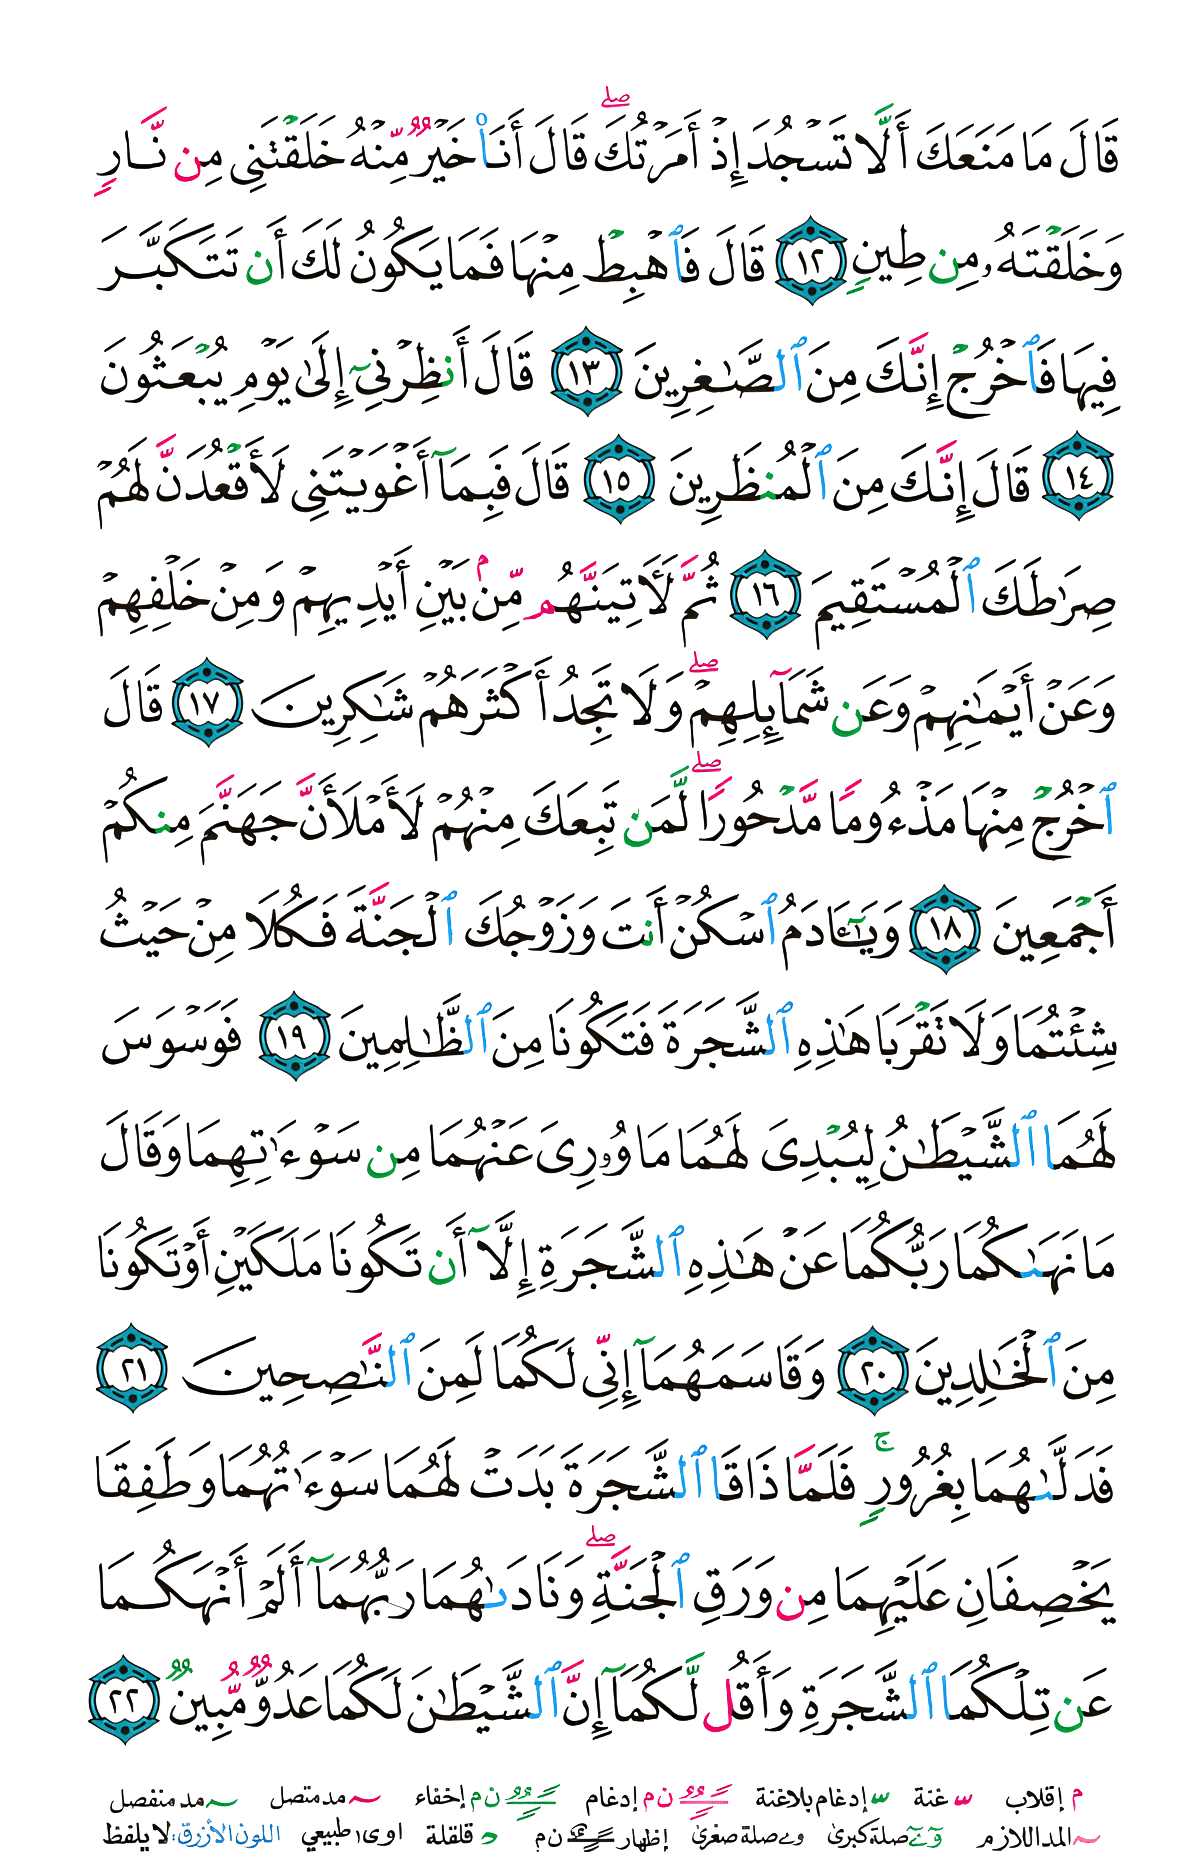 قَالَ مَا مَنَعَكَ أَلَّا تَسْجُدَ إِذْ أَمَرْتُكَ ۖ قَالَ أَنَا۠ خَيْرٌ مِّنْهُ خَلَقْتَنِى مِن نَّارٍ
وَخَلَقْتَهُۥ مِن طِينٍ ١٢ قَالَ فَٱهْبِطْ مِنْهَا فَمَا يَكُونُ لَكَ أَن تَتَكَبَّرَ
فِيهَا فَٱخْرُجْ إِنَّكَ مِنَ ٱلصَّـٰغِرِينَ ١٣ قَالَ أَنظِرْنِىٓ إِلَىٰ يَوْمِ يُبْعَثُونَ
١٤ قَالَ إِنَّكَ مِنَ ٱلْمُنظَرِينَ ١٥ قَالَ فَبِمَآ أَغْوَيْتَنِى لَأَقْعُدَنَّ لَهُمْ
صِرَٰطَكَ ٱلْمُسْتَقِيمَ ١٦ ثُمَّ لَأَتِيَنَّهُم مِّنۢ بَيْنِ أَيْدِيهِمْ وَمِنْ خَلْفِهِمْ
وَعَنْ أَيْمَـٰنِهِمْ وَعَن شَمَآئِلِهِمْ ۖ وَلَا تَجِدُ أَكْثَرَهُمْ شَـٰكِرِينَ ١٧ قَالَ
ٱخْرُجْ مِنْهَا مَذْءُومًا مَّدْحُورًا ۖ لَّمَن تَبِعَكَ مِنْهُمْ لَأَمْلَأَنَّ جَهَنَّمَ مِنكُمْ
أَجْمَعِينَ ١٨ وَيَـٰٓـَٔادَمُ ٱسْكُنْ أَنتَ وَزَوْجُكَ ٱلْجَنَّةَ فَكُلَا مِنْ حَيْثُ
شِئْتُمَا وَلَا تَقْرَبَا هَـٰذِهِ ٱلشَّجَرَةَ فَتَكُونَا مِنَ ٱلظَّـٰلِمِينَ ١٩ فَوَسْوَسَ
لَهُمَا ٱلشَّيْطَـٰنُ لِيُبْدِىَ لَهُمَا مَا وُۥرِىَ عَنْهُمَا مِن سَوْءَٰتِهِمَا وَقَالَ
مَا نَهَىٰكُمَا رَبُّكُمَا عَنْ هَـٰذِهِ ٱلشَّجَرَةِ إِلَّآ أَن تَكُونَا مَلَكَيْنِ أَوْ تَكُونَا
مِنَ ٱلْخَـٰلِدِينَ ٢٠ وَقَاسَمَهُمَآ إِنِّى لَكُمَا لَمِنَ ٱلنَّـٰصِحِينَ ٢١
فَدَلَّىٰهُمَا بِغُرُورٍ ۚ فَلَمَّا ذَاقَا ٱلشَّجَرَةَ بَدَتْ لَهُمَا سَوْءَٰتُهُمَا وَطَفِقَا
يَخْصِفَانِ عَلَيْهِمَا مِن وَرَقِ ٱلْجَنَّةِ ۖ وَنَادَىٰهُمَا رَبُّهُمَآ أَلَمْ أَنْهَكُمَا
عَن تِلْكُمَا ٱلشَّجَرَةِ وَأَقُل لَّكُمَآ إِنَّ ٱلشَّيْطَـٰنَ لَكُمَا عَدُوٌّ مُّبِينٌ ٢٢
م إقلاب غنة إدغام بلاغنة ن م إدغام ن م إخفاء مد متصل مد منفصل
المد اللازم صلة كبرى صلة صغرى إظهار ن م قلقلة اوى طبيعي اللون الأزرق: لا يلفظ